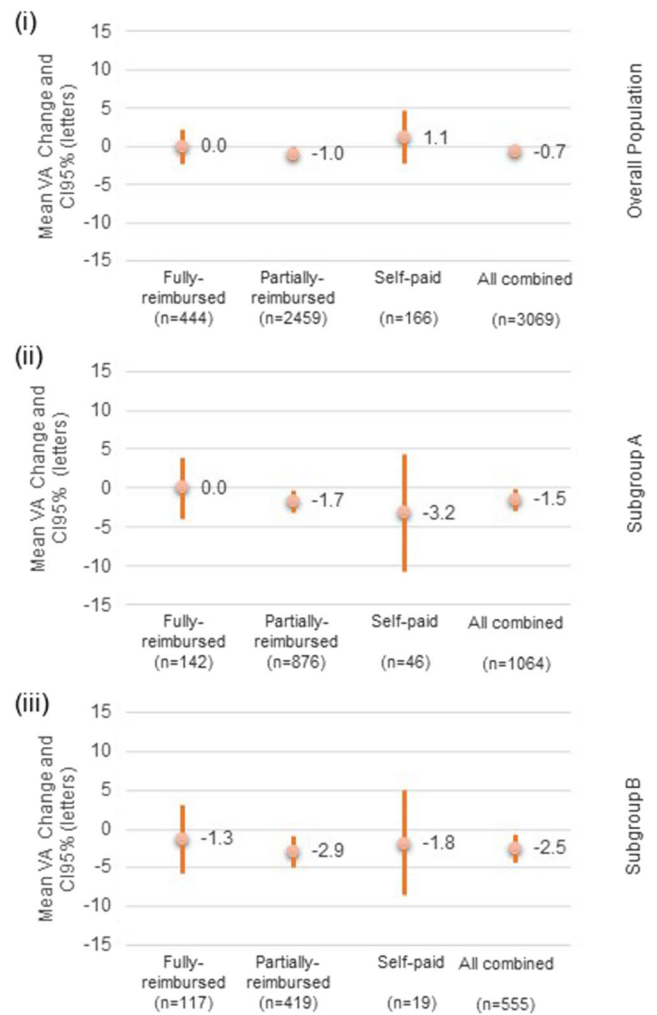 (i)
Mean VA Change and
CI95% (letters)
15
10
5
0
-5
-10
-15
0.0
-1.0
1.1
-0.7
Fully-
reimbursed
(n=444)
Partially-
reimbursed
(n=2459)
Self-paid
(n=166)
All combined
(n=3069)
Overall Population
(ii)
Mean VA Change and
CI95% (letters)
15
10
5
0
-5
-10
-15
0.0
-1.7
-3.2
-1.5
Fully-
reimbursed
(n=142)
Partially-
reimbursed
(n=876)
Self-paid
(n=46)
All combined
(n=1064)
Subgroup A
(iii)
Mean VA Change and
CI95% (letters)
15
10
5
0
-5
-10
-15
-1.3
-2.9
-1.8
-2.5
Fully-
reimbursed
(n=117)
Partially-
reimbursed
(n=419)
Self-paid
(n=19)
All combined
(n=555)
Subgroup B